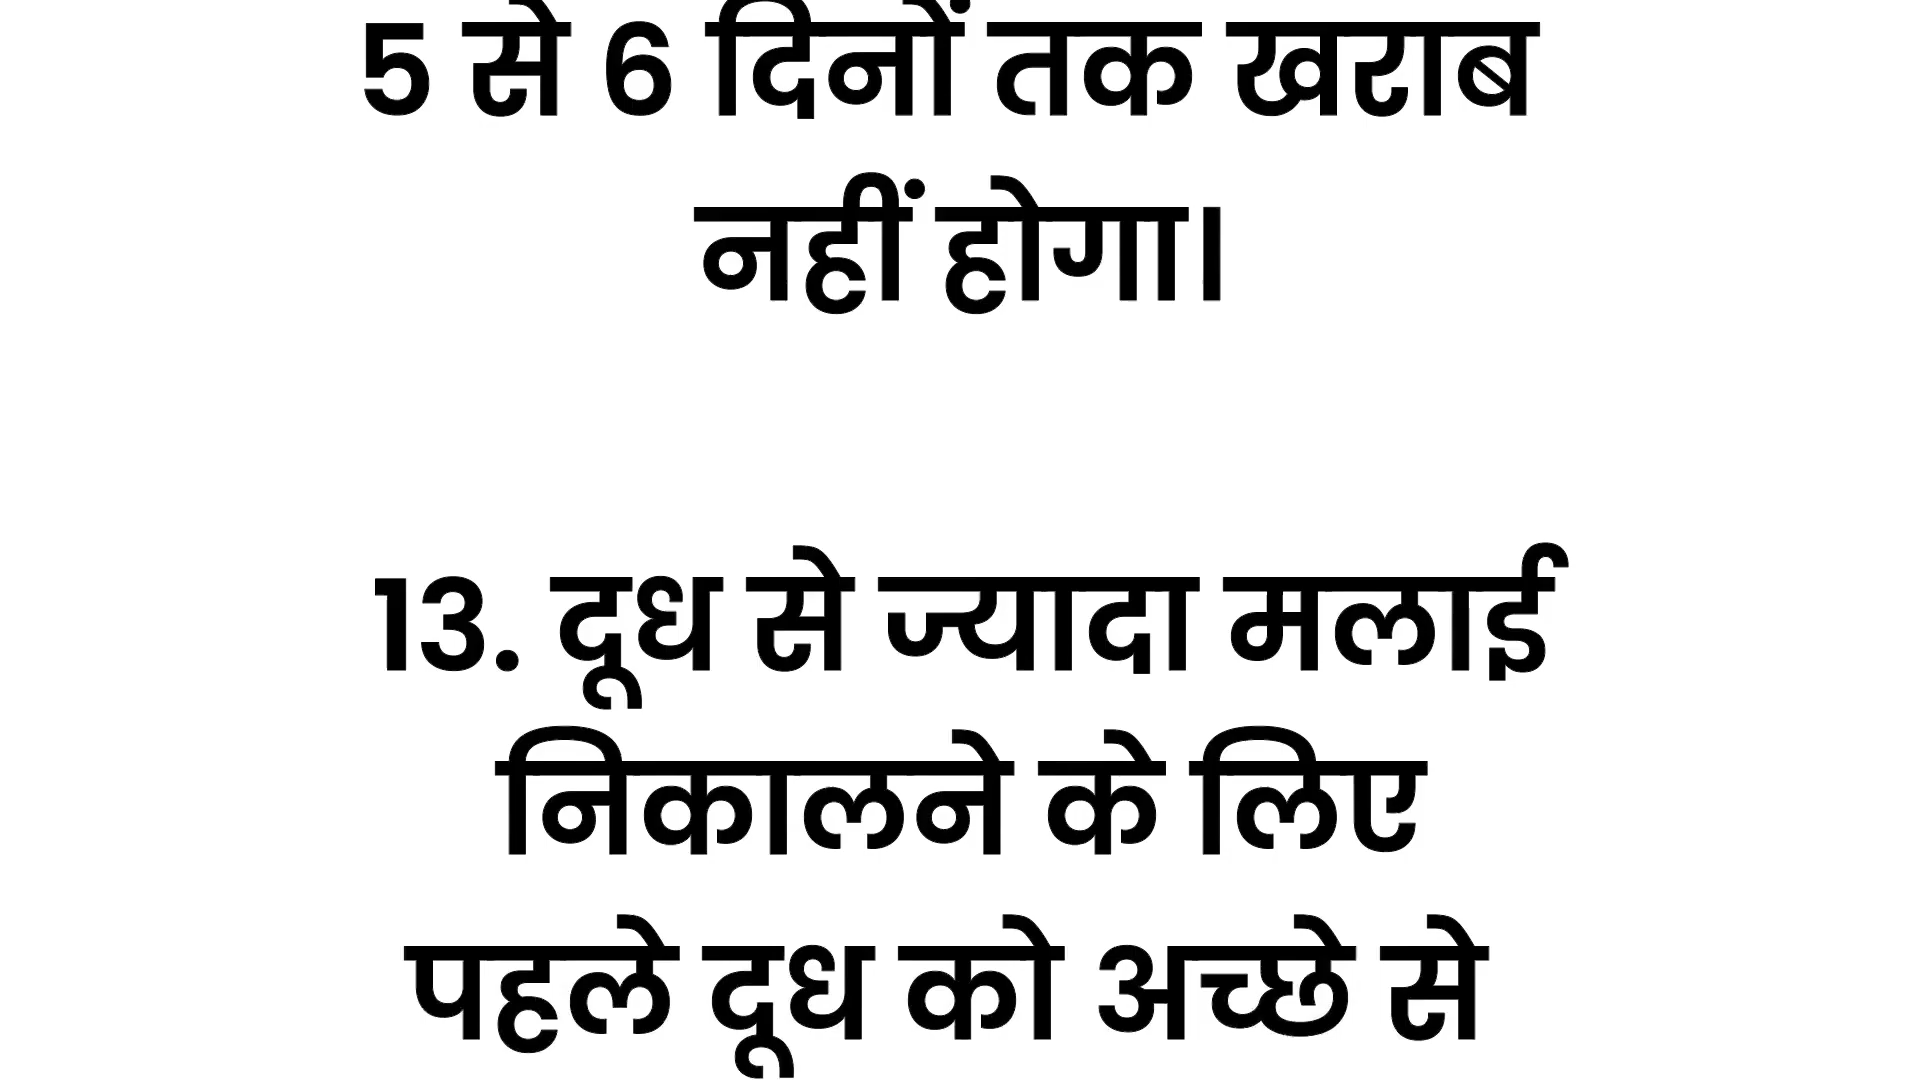 5 से 6 दिनों तक खराब
नहीं होगा।
13. दूध से ज्यादा मलाई
निकालने के लिए
पहले दूध को अच्छे से